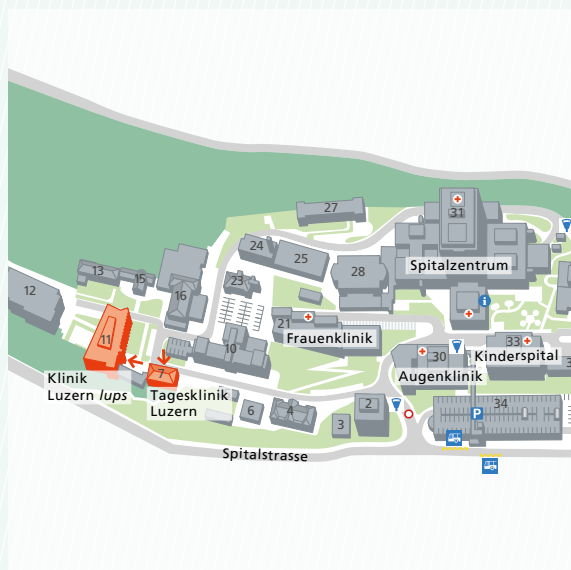 27
31
24
25
28
Spitalzentrum
13
15
12
16
23
i
21
Frauenklinik
11
10
33
Kinderspital
30
Augenklinik
Klinik
Luzern lups
7
Tagesklinik
Luzern
6
4
2
3
34
P
Spitalstrasse